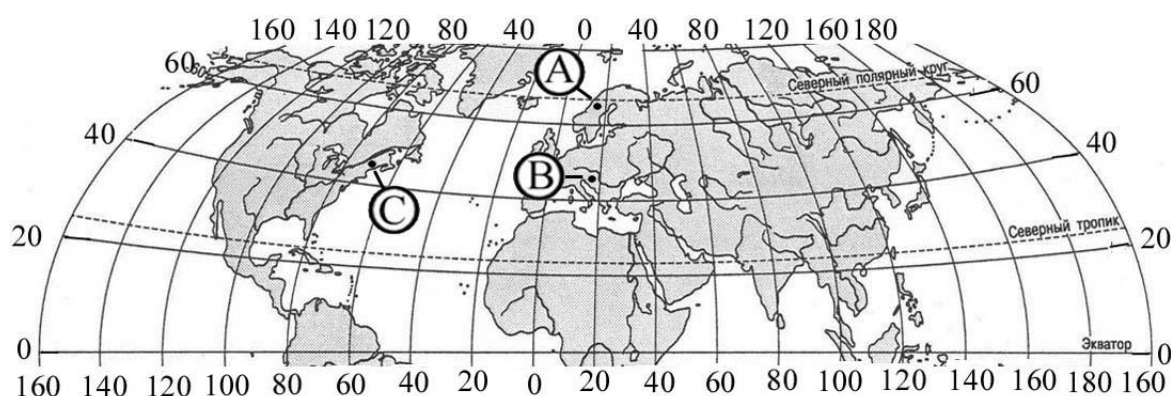 160 140 120 80 40 0 40 80 120 160 180
A
60 Северный полярный круг 60
40 40
B
C
Северный тропик
20 20
Экватор
0 0
160 140 120 100 80 60 40 20 0 20 40 60 80 100 120 140 160 180 160